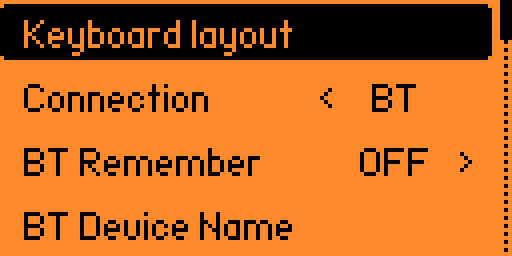 Keyboard layout
Connection < BT
BT Remember OFF >
BT Device Name